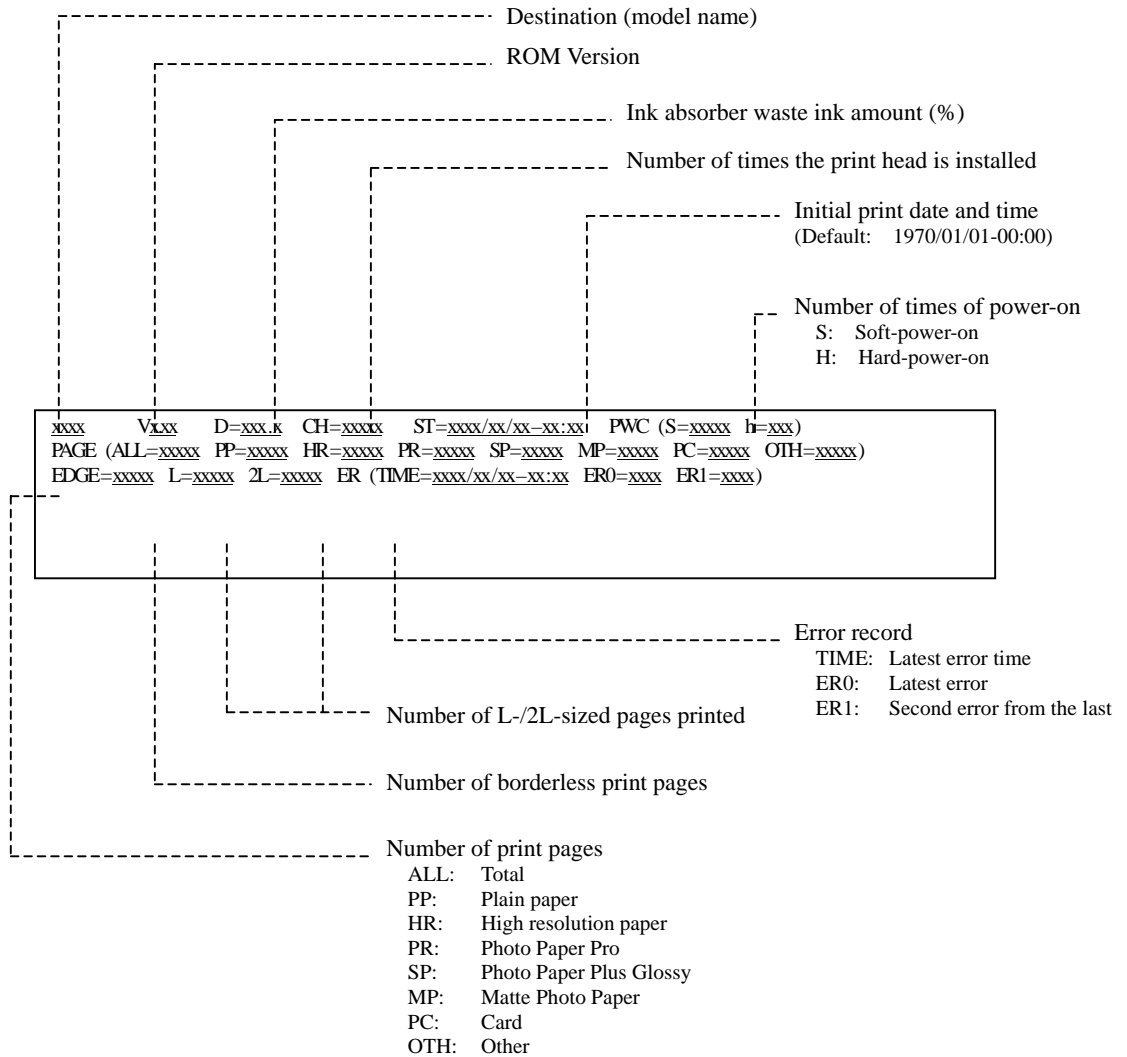 Destination (model name)
ROM Version
Ink absorber waste ink amount (%)
Number of times the print head is installed
Initial print date and time
(Default: 1970/01/01-00:00)
Number of times of power-on
S: Soft-power-on
H: Hard-power-on
xxxx Vx.xx D=xxx.x CH=xxxxx ST=xxxx/xx/xx–xx:xx PWC (S=xxxxx h=xxx)
PAGE (ALL=xxxxx PP=xxxxx HR=xxxxx PR=xxxxx SP=xxxxx MP=xxxxx PC=xxxxx OTH=xxxxx)
EDGE=xxxxx L=xxxxx 2L=xxxxx ER (TIME=xxxx/xx/xx–xx:xx ER0=xxxx ER1=xxxx)
Error record
TIME: Latest error time
ER0: Latest error
ER1: Second error from the last
Number of L-/2L-sized pages printed
Number of borderless print pages
Number of print pages
ALL: Total
PP: Plain paper
HR: High resolution paper
PR: Photo Paper Pro
SP: Photo Paper Plus Glossy
MP: Matte Photo Paper
PC: Card
OTH: Other